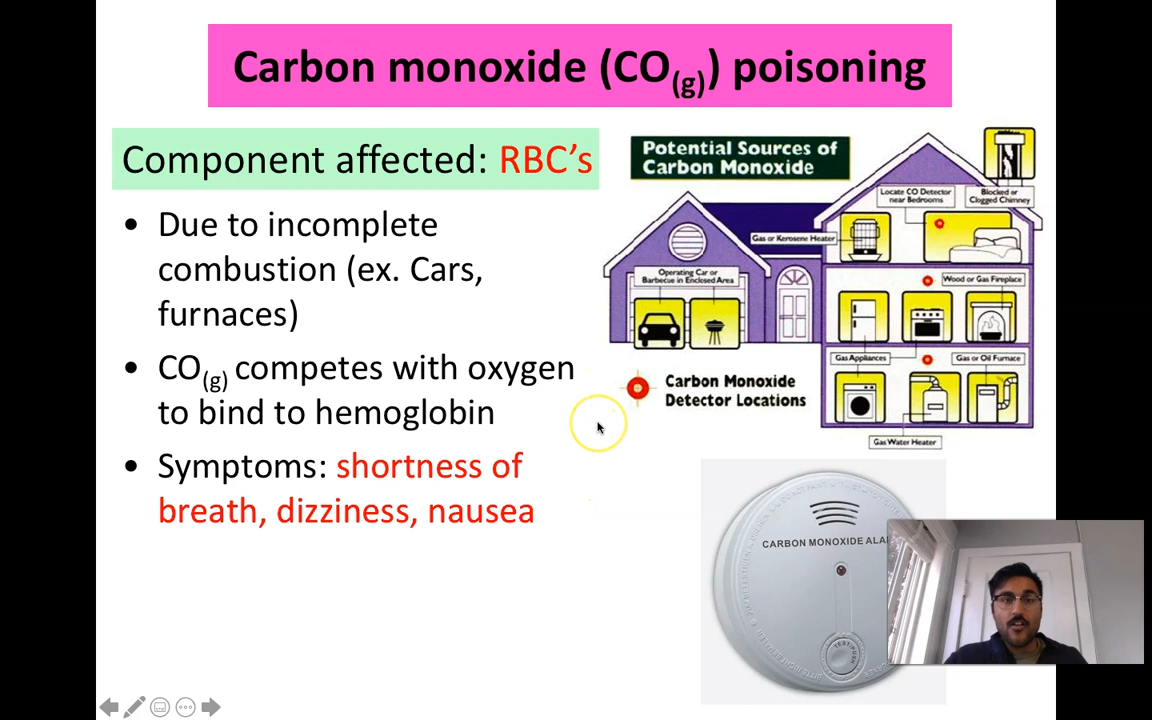 Carbon monoxide (CO(g)) poisoning
Component affected: RBC's
• Due to incomplete
combustion (ex. Cars,
furnaces)
• CO(g) competes with oxygen
to bind to hemoglobin
• Symptoms: shortness of
breath, dizziness, nausea
Potential Sources of
Carbon Monoxide
Locate CO Detector
near Bedrooms
Blocked or
Clogged Chimney
Gas or Kerosene Heater
Operating Car or
Barbecue in Enclosed Area
Wood or Gas Fireplace
Gas Appliances
Gas or Oil Furnace
Carbon Monoxide
Detector Locations
Gas Water Heater
CARBON MONOXIDE ALA